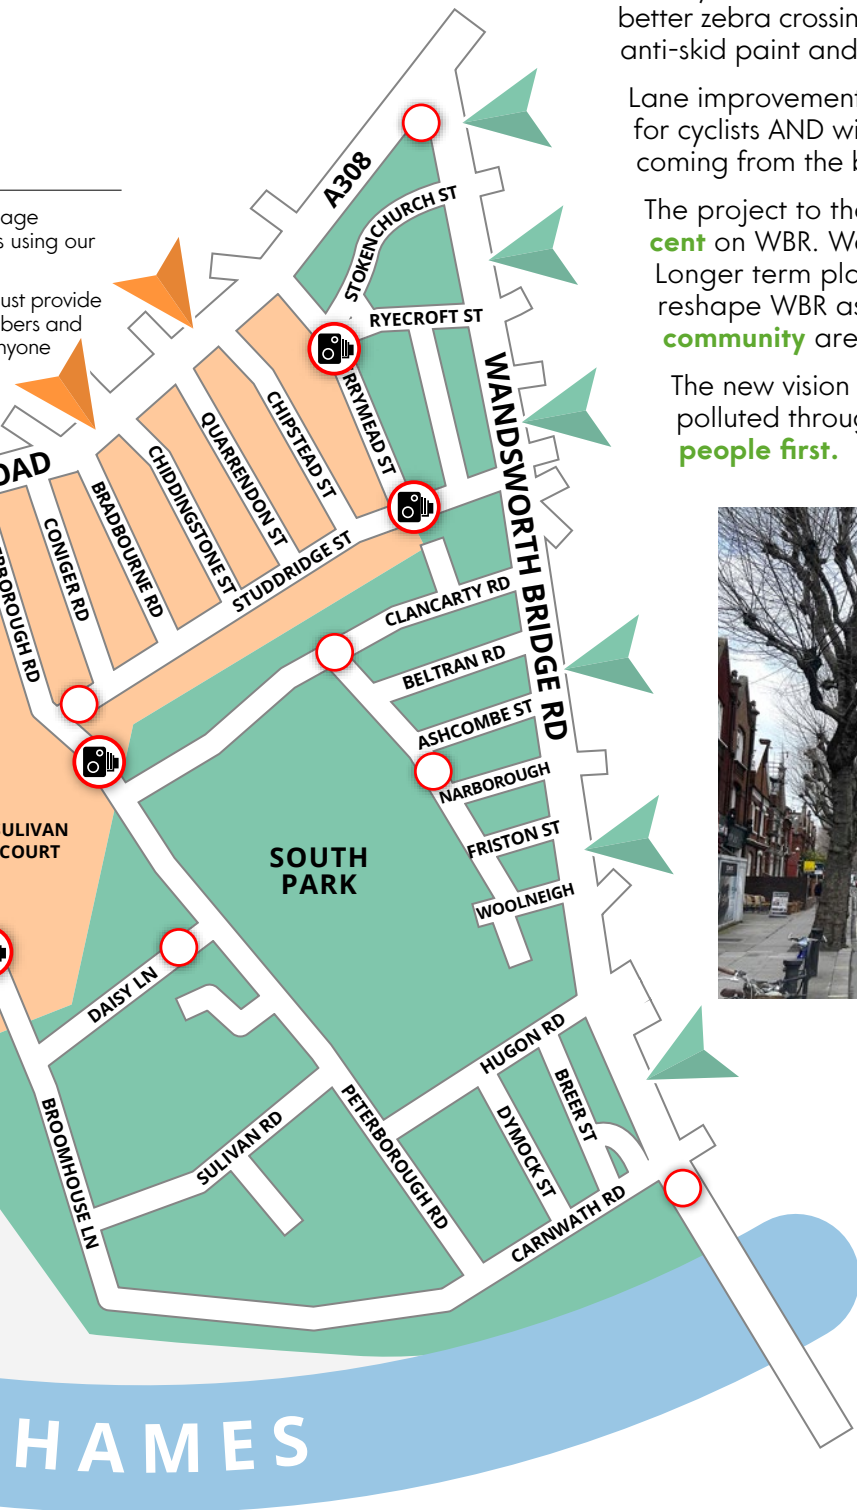 better zebra crossin
anti-skid paint and
Lane improvement
for cyclists AND wi
coming from the b
The project to the
cent on WBR. We
Longer term pla
reshape WBR as
community are
The new vision
polluted throug
people first.
age
s using our
ust provide
bers and
nyone
A308
STOKENCHURCH ST
RYECROFT ST
WANDSWORTH BRIDGE RD
RRYMEAD ST
CHIPSTEAD ST
QUARRENDON ST
CHIDDINGSTONE ST
BRADBOURNE RD
CONIGER RD
RBOROUGH RD
OAD
STUDDRIDGE ST
CLANCARTY RD
BELTRAN RD
ASHCOMBE ST
NARBOROUGH
FRISTON ST
WOOLNEIGH
SULIVAN
COURT
SOUTH
PARK
DAISY LN
HUGON RD
BREER ST
DYMOCK ST
PETERBOROUGH RD
SULIVAN RD
BROOMHOUSE LN
CARNWATH RD
HAMES